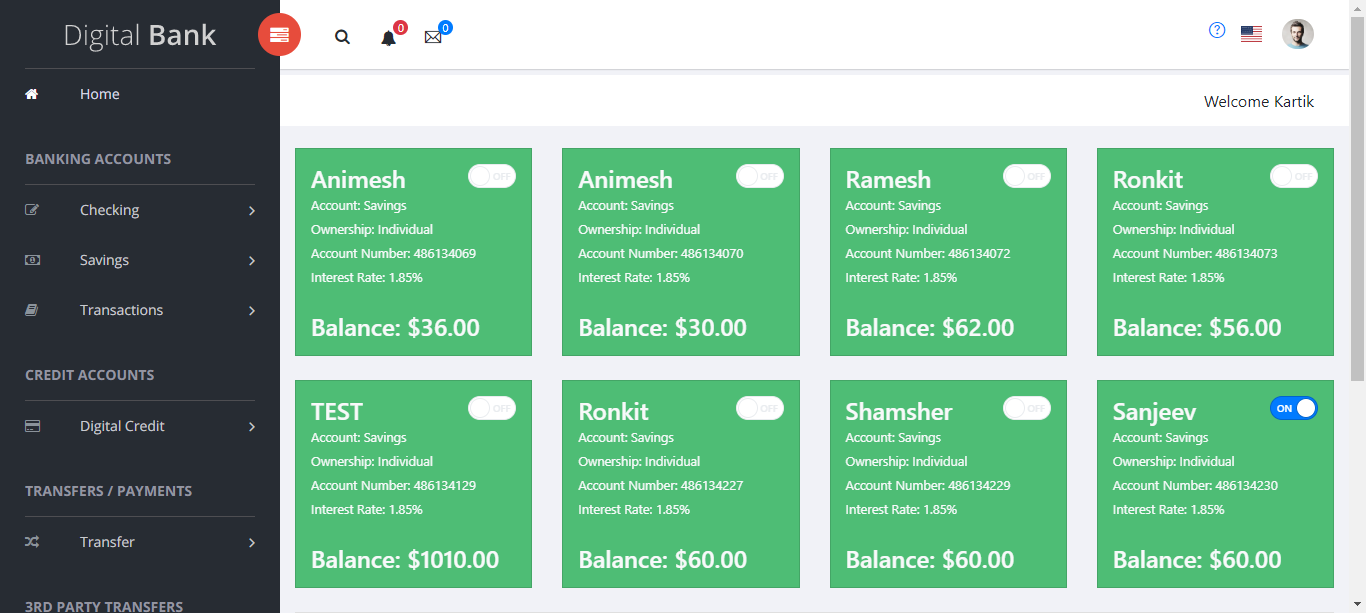 Digital Bank
0
0
Home
BANKING ACCOUNTS
Checking
Savings
Transactions
CREDIT ACCOUNTS
Digital Credit
TRANSFERS / PAYMENTS
Transfer
3RD PARTY TRANSFERS
Welcome Kartik
Animesh
OFF
Account: Savings
Ownership: Individual
Account Number: 486134069
Interest Rate: 1.85%
Balance: $36.00
Animesh
OFF
Account: Savings
Ownership: Individual
Account Number: 486134070
Interest Rate: 1.85%
Balance: $30.00
Ramesh
OFF
Account: Savings
Ownership: Individual
Account Number: 486134072
Interest Rate: 1.85%
Balance: $62.00
Ronkit
OFF
Account: Savings
Ownership: Individual
Account Number: 486134073
Interest Rate: 1.85%
Balance: $56.00
TEST
OFF
Account: Savings
Ownership: Individual
Account Number: 486134129
Interest Rate: 1.85%
Balance: $1010.00
Ronkit
OFF
Account: Savings
Ownership: Individual
Account Number: 486134227
Interest Rate: 1.85%
Balance: $60.00
Shamsher
OFF
Account: Savings
Ownership: Individual
Account Number: 486134229
Interest Rate: 1.85%
Balance: $60.00
Sanjeev
ON
Account: Savings
Ownership: Individual
Account Number: 486134230
Interest Rate: 1.85%
Balance: $60.00